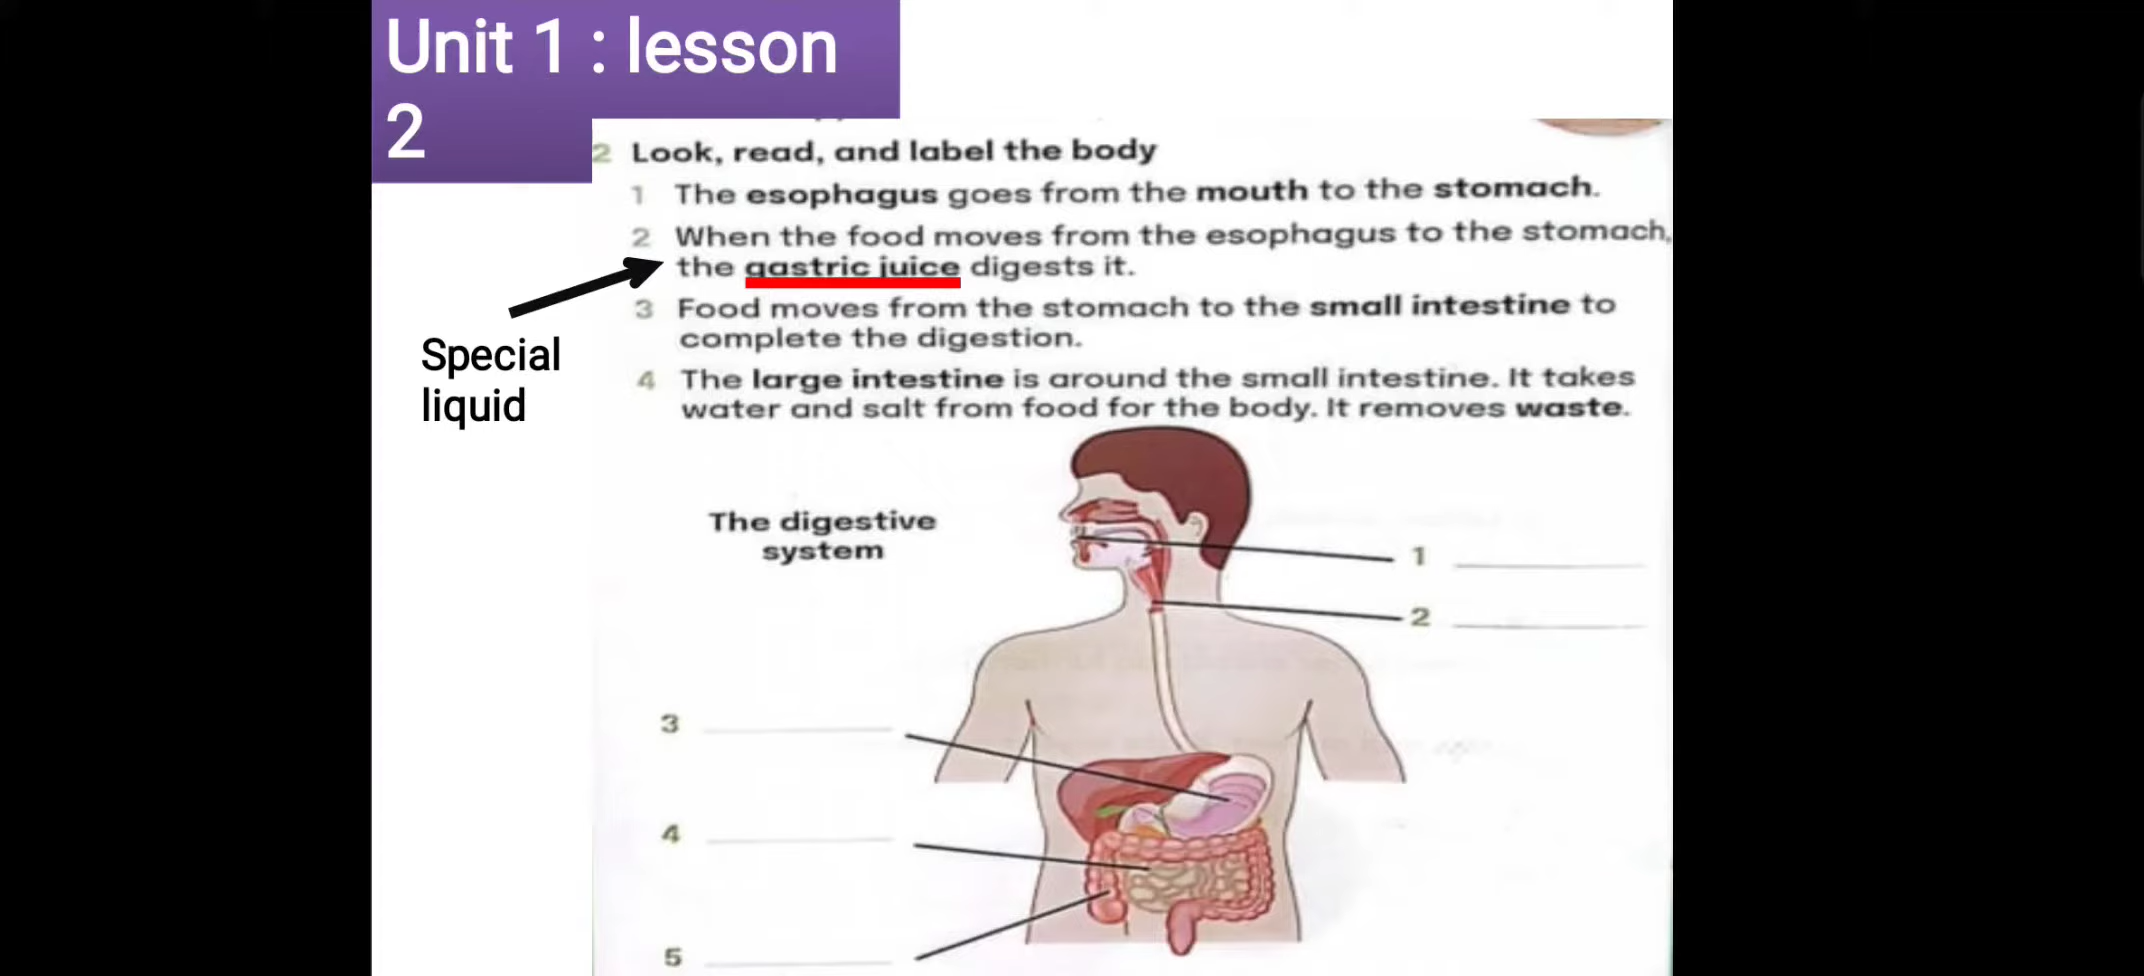 Unit 1 : lesson
2
2 Look, read, and label the body
1 The esophagus goes from the mouth to the stomach.
2 When the food moves from the esophagus to the stomach,
the gastric juice digests it.
3 Food moves from the stomach to the small intestine to
complete the digestion.
4 The large intestine is around the small intestine. It takes
water and salt from food for the body. It removes waste.
Special
liquid
The digestive
system
1
2
3
4
5